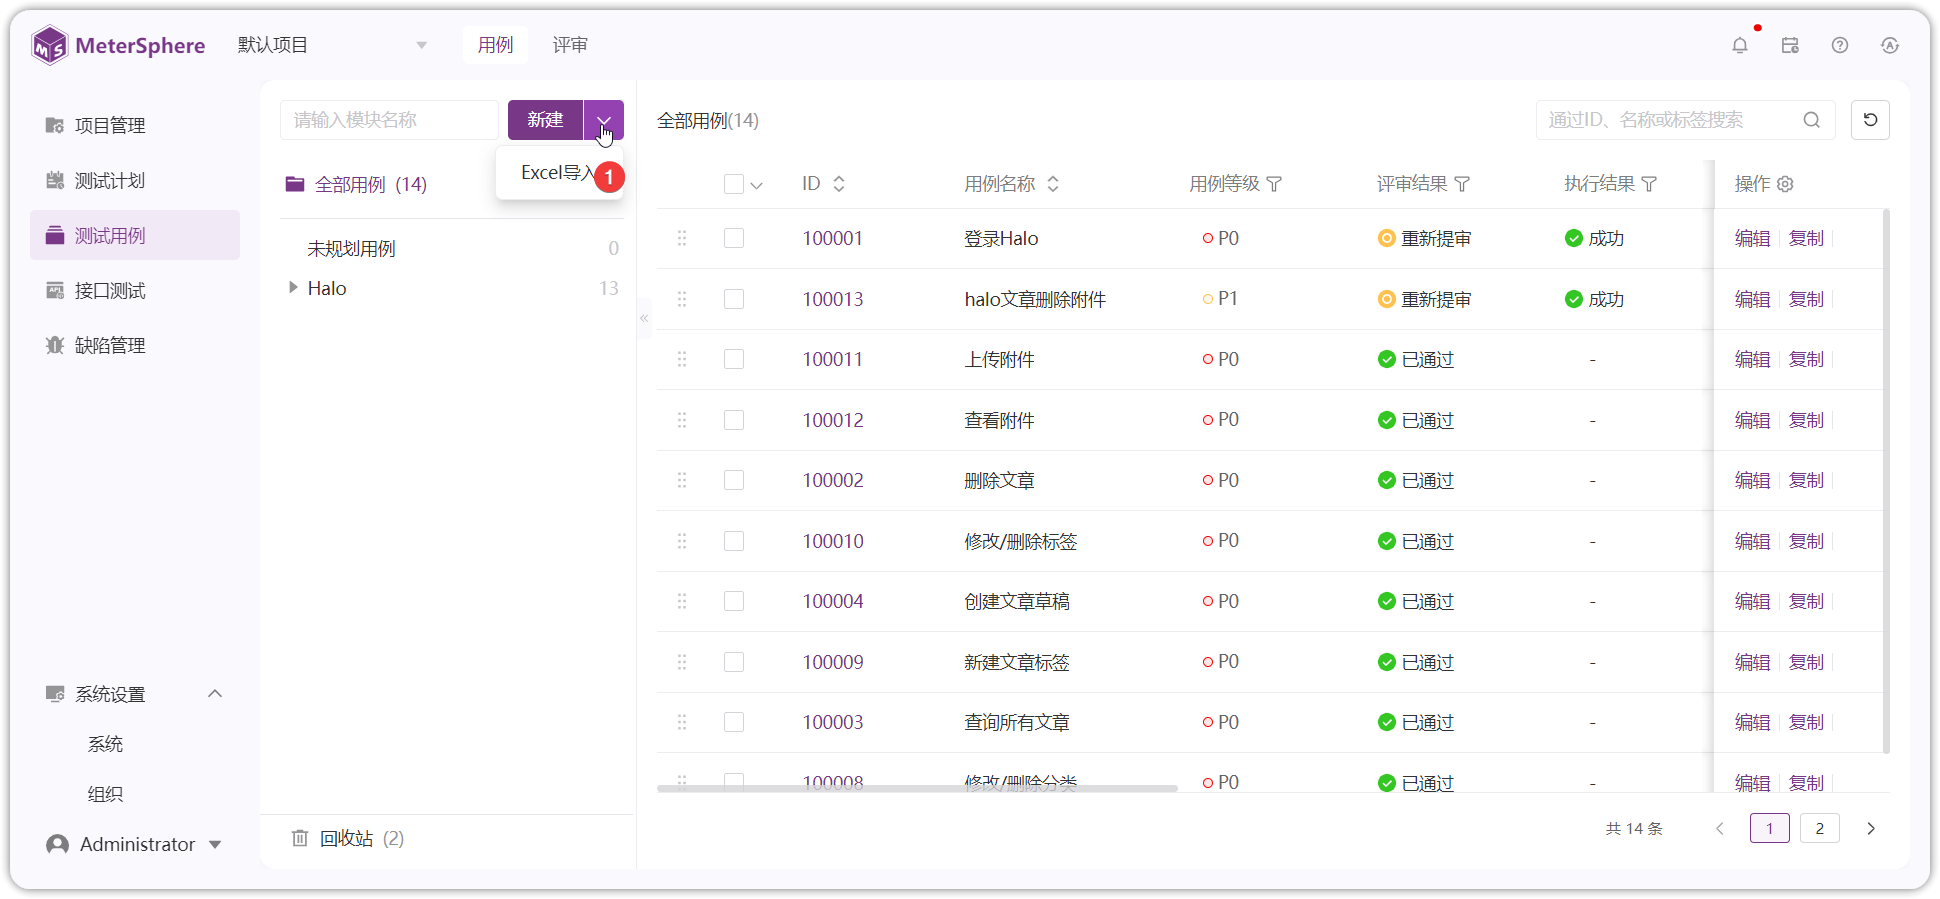 MeterSphere 默认项目 用例 评审
项目管理
测试计划
测试用例
接口测试
缺陷管理
系统设置
系统
组织
Administrator
请输入模块名称 新建
Excel导入 1
全部用例 (14)
未规划用例 0
Halo 13
回收站 (2)
全部用例(14) 通过ID、名称或标签搜索
ID 用例名称 用例等级 评审结果 执行结果 操作
100001 登录Halo P0 重新提审 成功 编辑 复制
100013 halo文章删除附件 P1 重新提审 成功 编辑 复制
100011 上传附件 P0 已通过 - 编辑 复制
100012 查看附件 P0 已通过 - 编辑 复制
100002 删除文章 P0 已通过 - 编辑 复制
100010 修改/删除标签 P0 已通过 - 编辑 复制
100004 创建文章草稿 P0 已通过 - 编辑 复制
100009 新建文章标签 P0 已通过 - 编辑 复制
100003 查询所有文章 P0 已通过 - 编辑 复制
100008 修改/删除分类 P0 已通过 - 编辑 复制
共 14 条 1 2